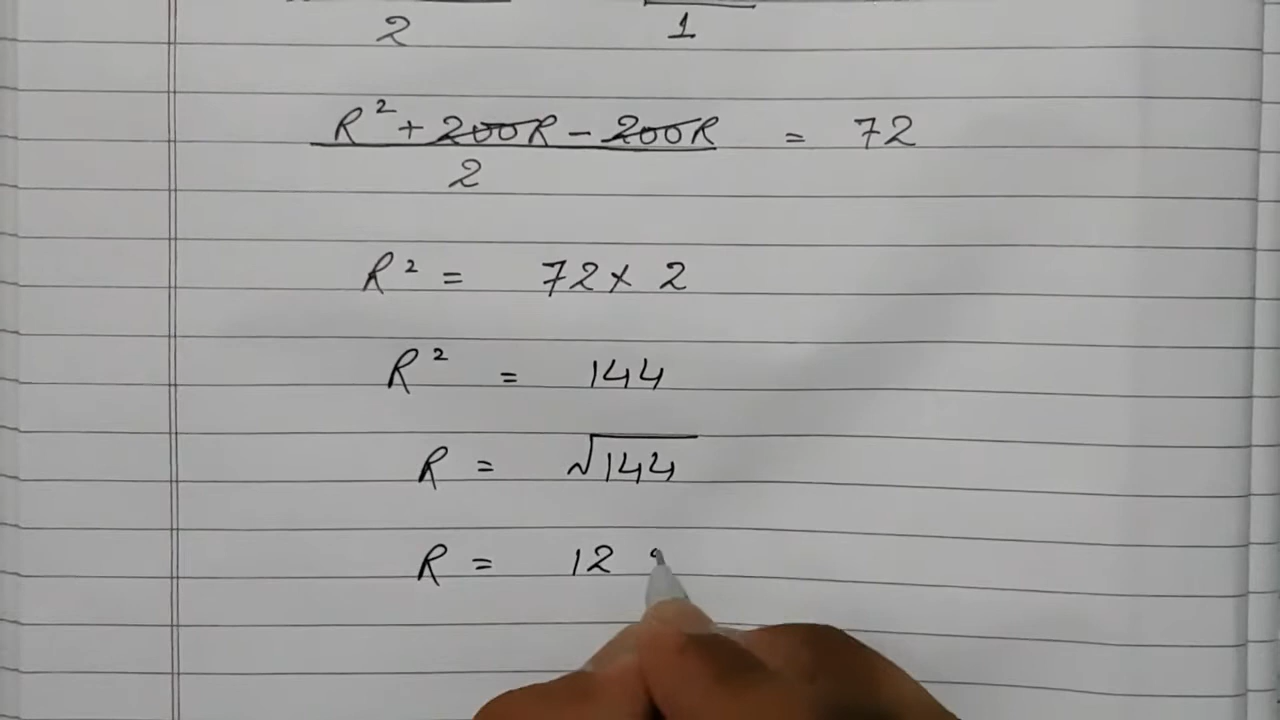 2 1
R² + 200R - 200R = 72
2
R² = 72 × 2
R² = 144
R = √144
R = 12